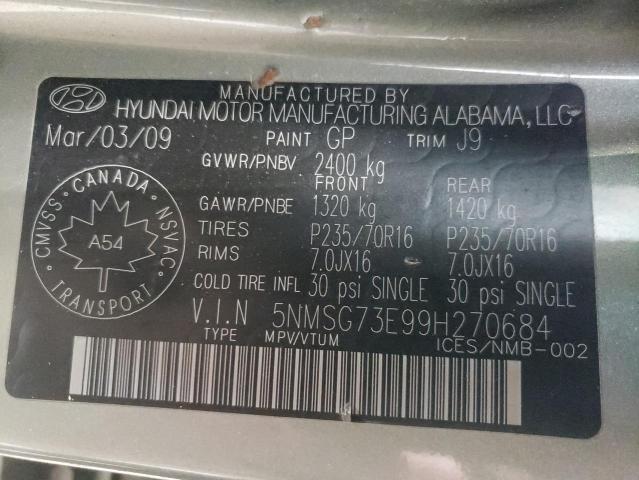 MANUFACTURED BY
HYUNDAI MOTOR MANUFACTURING ALABAMA, LLC
Mar/03/09 PAINT GP TRIM J9
GVWR/PNBV 2400 kg
FRONT REAR
GAWR/PNBE 1320 kg 1420 kg
TIRES P235/70R16 P235/70R16
RIMS 7.0JX16 7.0JX16
COLD TIRE INFL 30 psi SINGLE 30 psi SINGLE
V.I.N 5NMSG73E99H270684
TYPE MPV/VTUM ICES/NMB-002
CMVSS · CANADA · NSVAC · TRANSPORT ·
A54